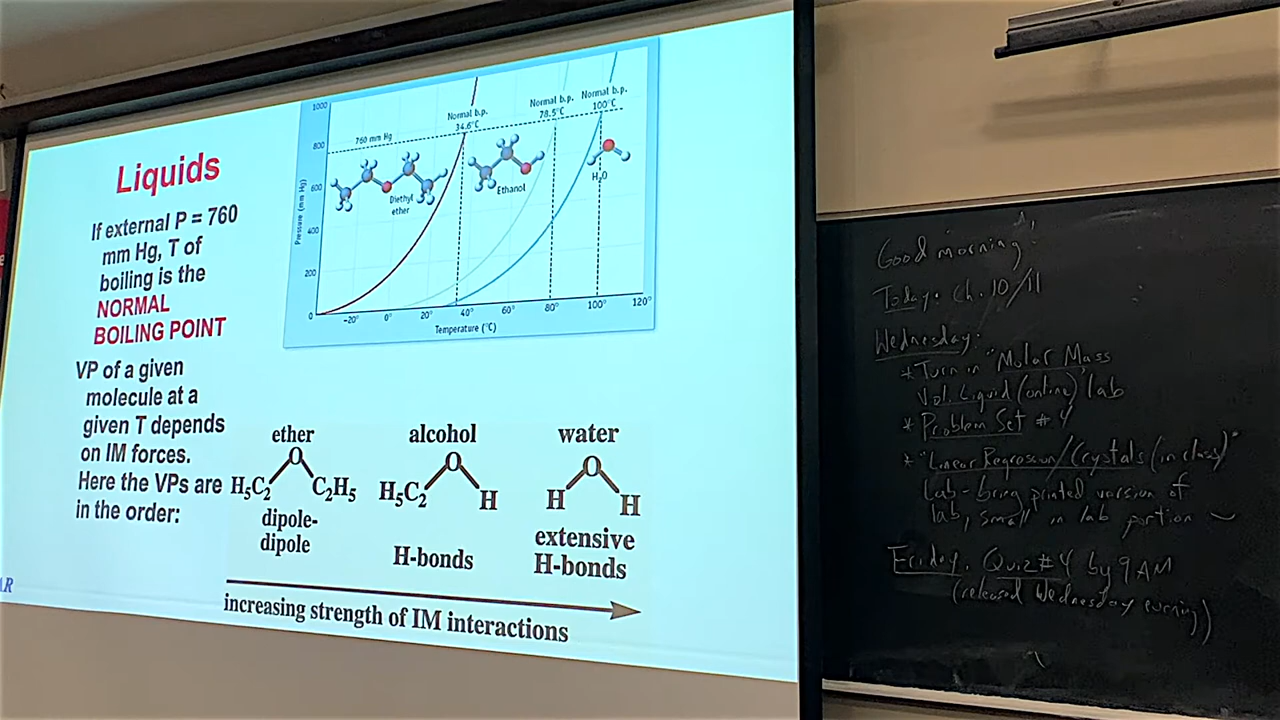 Liquids
If external P = 760
mm Hg, T of
boiling is the
NORMAL
BOILING POINT
VP of a given
molecule at a
given T depends
on IM forces.
Here the VPs are
in the order:
1000
800
600
400
200
0
Pressure (mm Hg)
760 mm Hg
Normal b.p.
34.6°C
Normal b.p.
78.5°C
Normal b.p.
100°C
Diethyl
ether
Ethanol
H₂O
-20° 0° 20° 40° 60° 80° 100° 120°
Temperature (°C)
ether alcohol water
O O O
H₅C₂ C₂H₅ H₅C₂ H H H
dipole-
dipole
H-bonds
extensive
H-bonds
increasing strength of IM interactions
AR
Good morning!
Today: Ch. 10/11
Wednesday:
* Turn in "Molar Mass
Vol. Liquid (online)" lab
* Problem Set #4
* "Linear Regression/Crystals (in class)"
Lab - bring printed version of
lab, small in lab portion
Friday. Quiz #4 by 9AM
(released Wednesday evening)